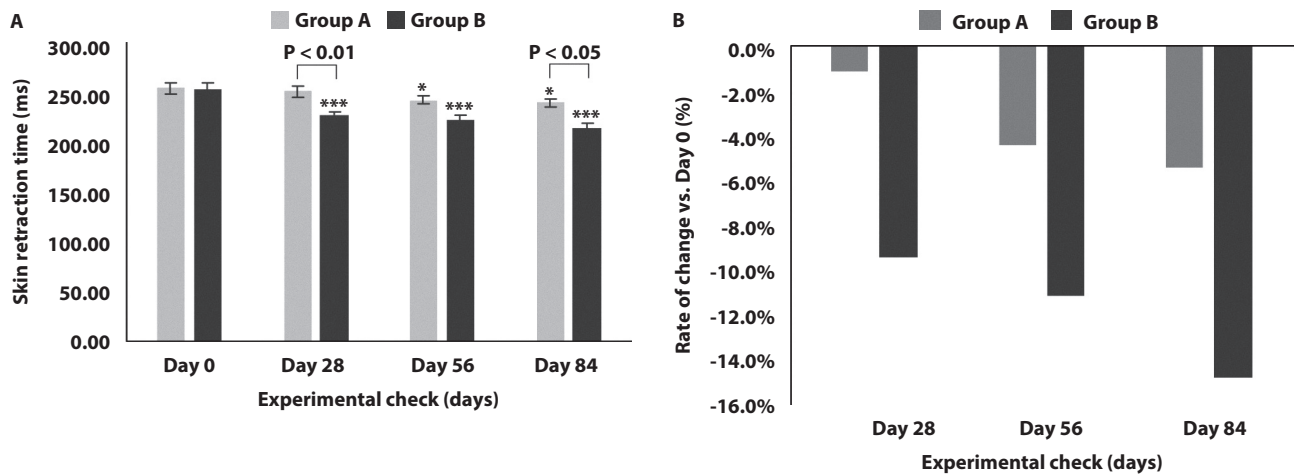 A
Group A
Group B
Skin retraction time (ms)
300.00
250.00
200.00
150.00
100.00
50.00
0.00
P < 0.01
P < 0.05
***
*
***
*
***
Day 0
Day 28
Day 56
Day 84
Experimental check (days)
B
Group A
Group B
Rate of change vs. Day 0 (%)
0.0%
-2.0%
-4.0%
-6.0%
-8.0%
-10.0%
-12.0%
-14.0%
-16.0%
Day 28
Day 56
Day 84
Experimental check (days)